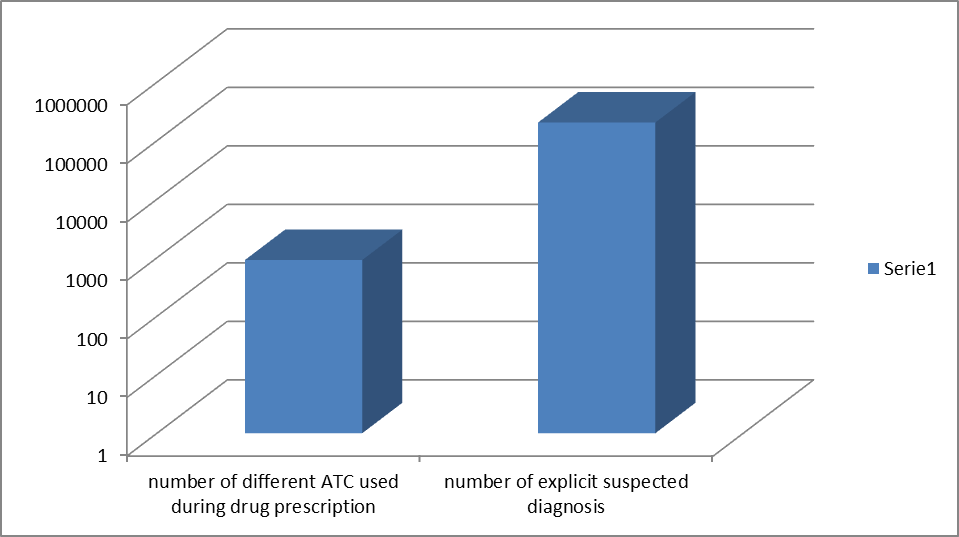 1000000
100000
10000
1000
100
10
1
number of different ATC used
during drug prescription
number of explicit suspected
diagnosis
Serie1